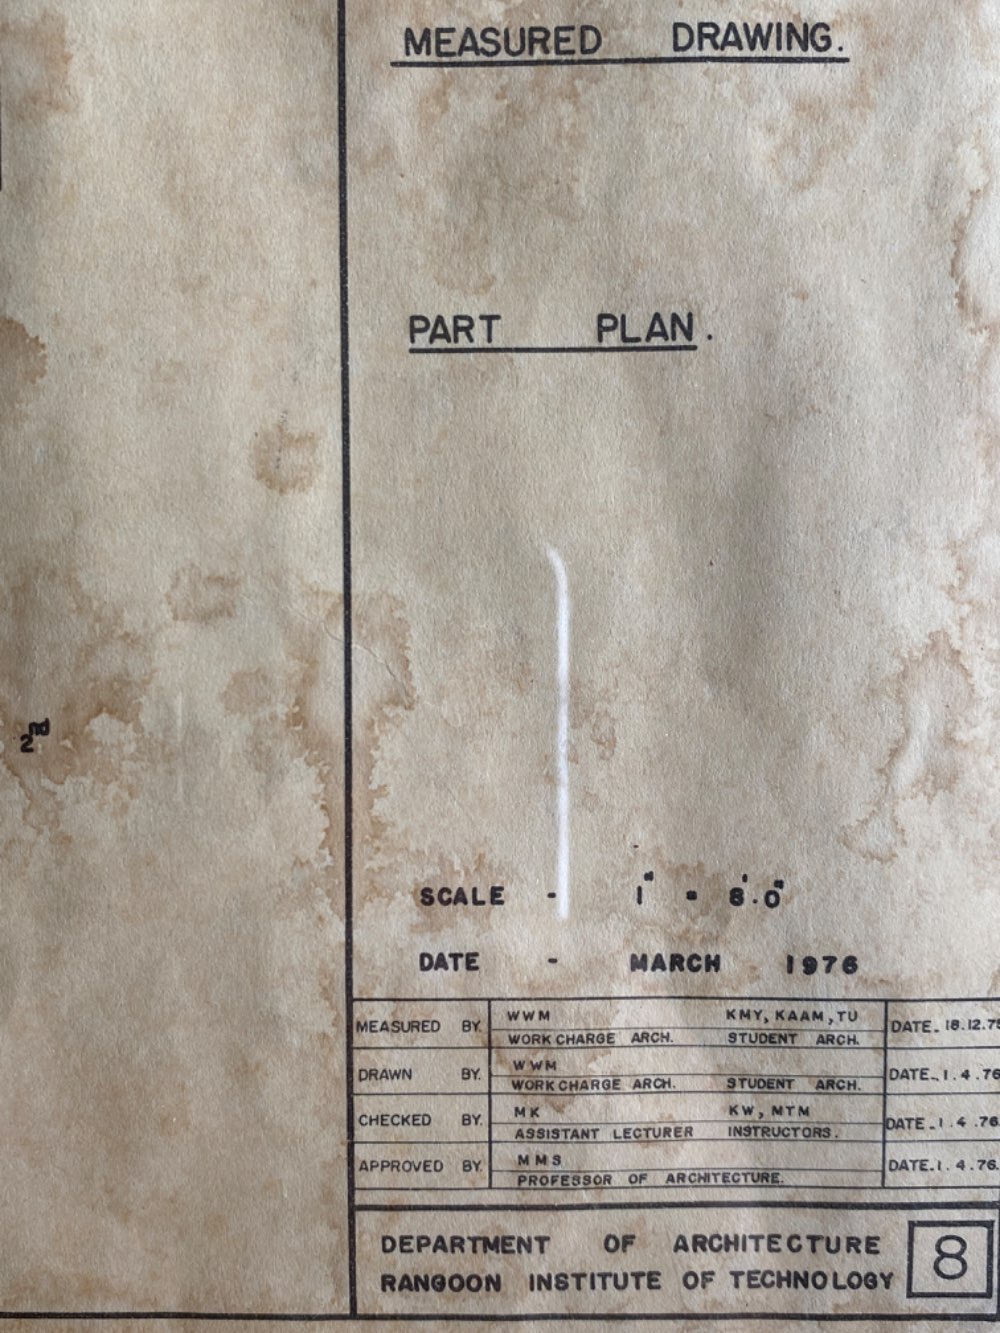 MEASURED DRAWING.
PART PLAN.
2nd
SCALE - 1" = 8'.0"
DATE - MARCH 1976
MEASURED BY. WWM KMY, KAAM, TU DATE. 18.12.75
WORK CHARGE ARCH. STUDENT ARCH.
DRAWN BY. WWM DATE. 1.4.76
WORK CHARGE ARCH. STUDENT ARCH.
CHECKED BY. MK KW, MTM DATE. 1.4.76
ASSISTANT LECTURER INSTRUCTORS.
APPROVED BY. MMS DATE. 1.4.76.
PROFESSOR OF ARCHITECTURE.
DEPARTMENT OF ARCHITECTURE
RANGOON INSTITUTE OF TECHNOLOGY
8